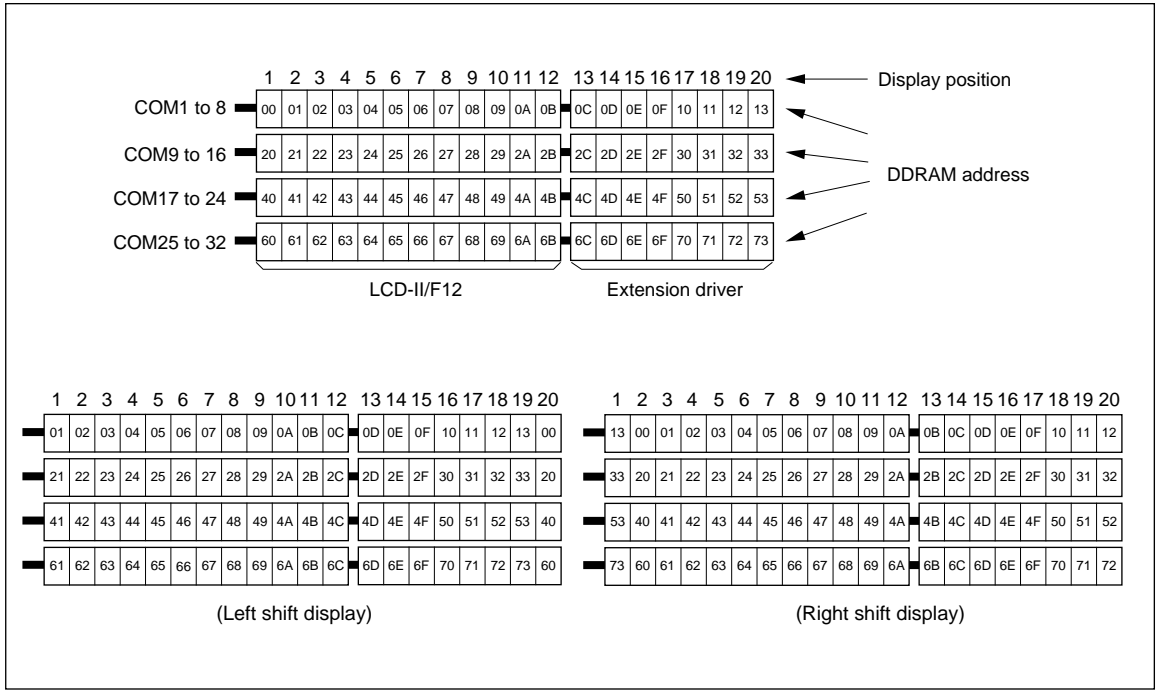 1 2 3 4 5 6 7 8 9 10 11 12 13 14 15 16 17 18 19 20 Display position
COM1 to 8 00 01 02 03 04 05 06 07 08 09 0A 0B 0C 0D 0E 0F 10 11 12 13
COM9 to 16 20 21 22 23 24 25 26 27 28 29 2A 2B 2C 2D 2E 2F 30 31 32 33
DDRAM address
COM17 to 24 40 41 42 43 44 45 46 47 48 49 4A 4B 4C 4D 4E 4F 50 51 52 53
COM25 to 32 60 61 62 63 64 65 66 67 68 69 6A 6B 6C 6D 6E 6F 70 71 72 73
LCD-II/F12 Extension driver
1 2 3 4 5 6 7 8 9 10 11 12 13 14 15 16 17 18 19 20
01 02 03 04 05 06 07 08 09 0A 0B 0C 0D 0E 0F 10 11 12 13 00
21 22 23 24 25 26 27 28 29 2A 2B 2C 2D 2E 2F 30 31 32 33 20
41 42 43 44 45 46 47 48 49 4A 4B 4C 4D 4E 4F 50 51 52 53 40
61 62 63 64 65 66 67 68 69 6A 6B 6C 6D 6E 6F 70 71 72 73 60
(Left shift display)
1 2 3 4 5 6 7 8 9 10 11 12 13 14 15 16 17 18 19 20
13 00 01 02 03 04 05 06 07 08 09 0A 0B 0C 0D 0E 0F 10 11 12
33 20 21 22 23 24 25 26 27 28 29 2A 2B 2C 2D 2E 2F 30 31 32
53 40 41 42 43 44 45 46 47 48 49 4A 4B 4C 4D 4E 4F 50 51 52
73 60 61 62 63 64 65 66 67 68 69 6A 6B 6C 6D 6E 6F 70 71 72
(Right shift display)